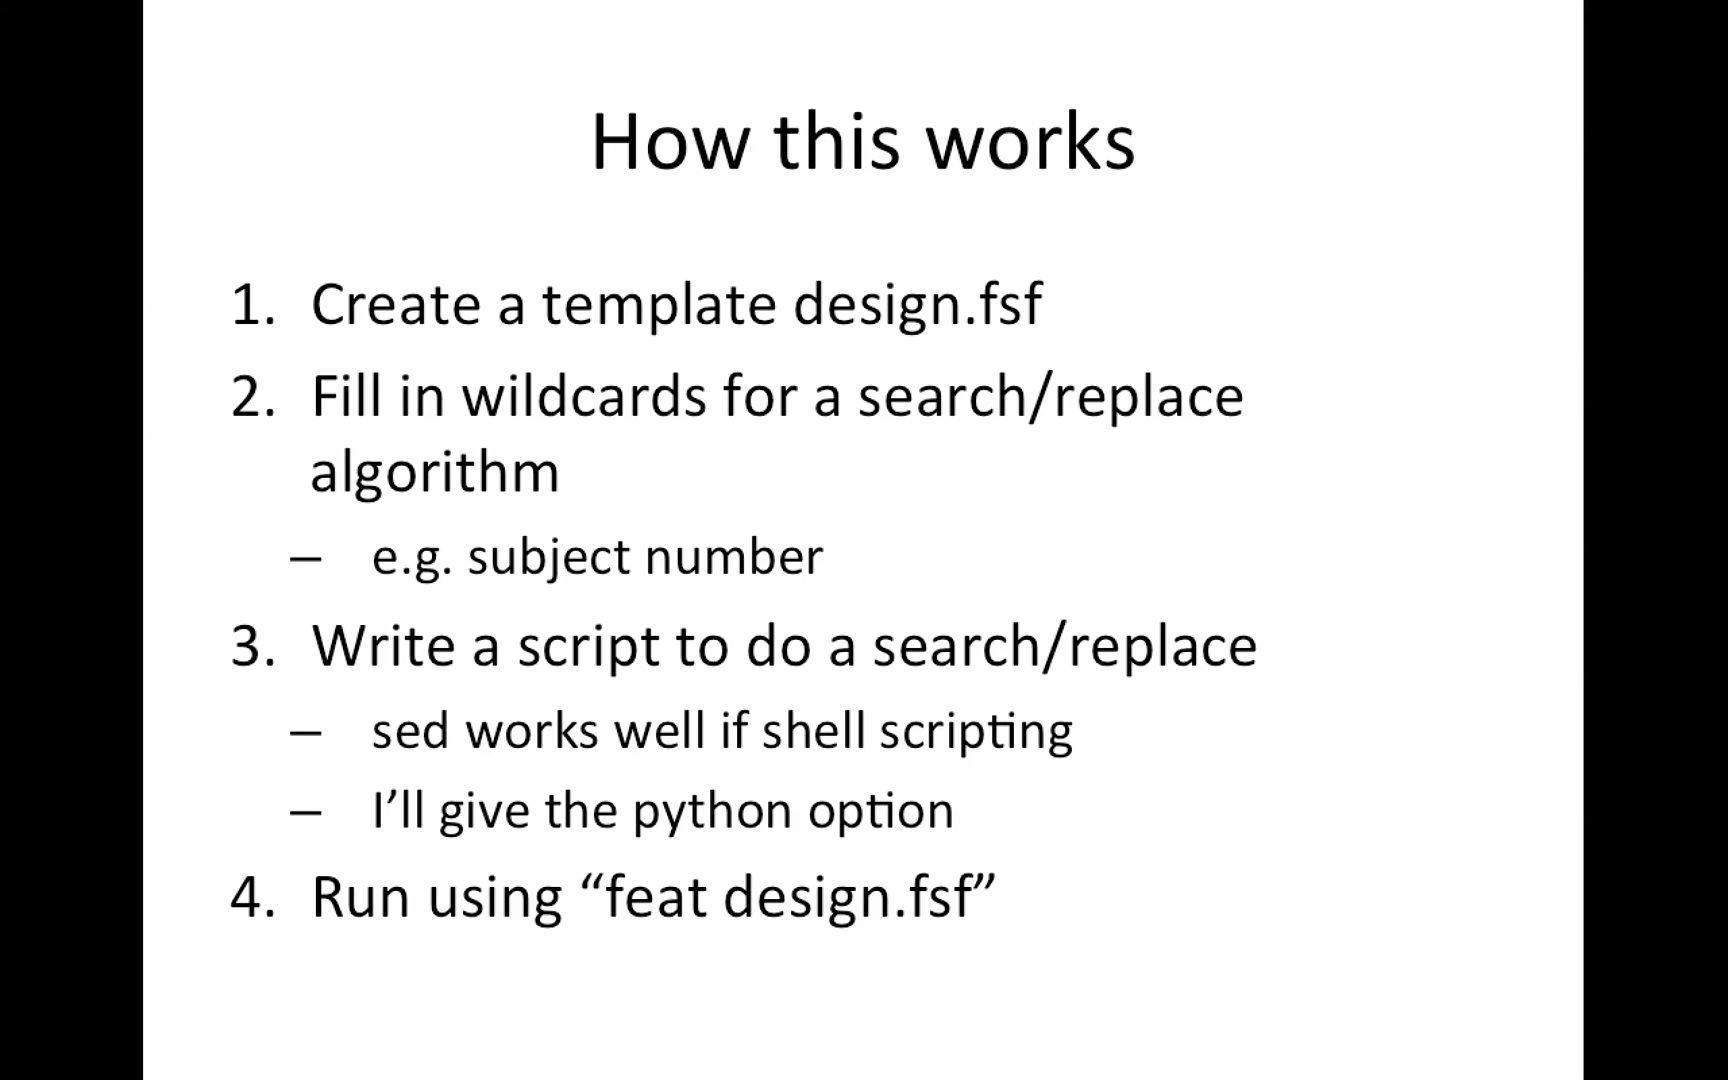 How this works
1. Create a template design.fsf
2. Fill in wildcards for a search/replace
algorithm
– e.g. subject number
3. Write a script to do a search/replace
– sed works well if shell scripting
– I’ll give the python option
4. Run using “feat design.fsf”